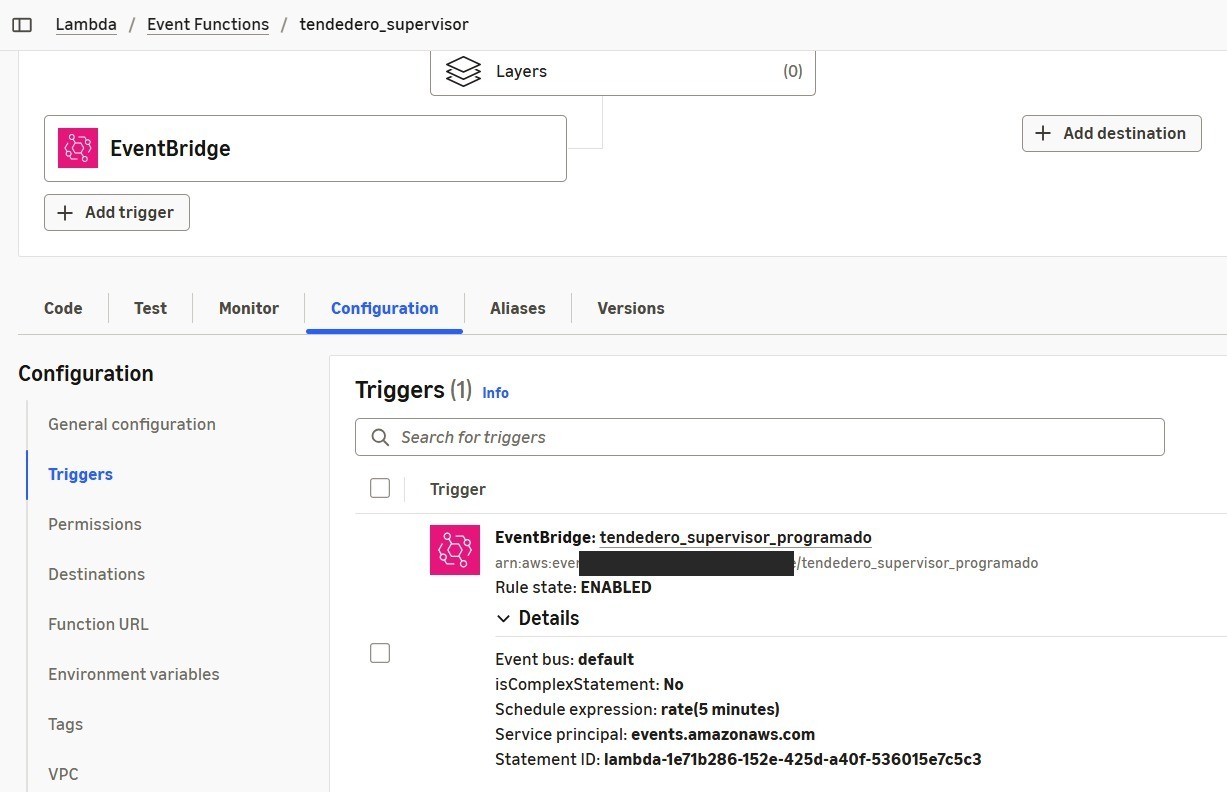 Lambda / Event Functions / tendedero_supervisor
Layers (0)
EventBridge
+ Add destination
+ Add trigger
Code Test Monitor Configuration Aliases Versions
Configuration
General configuration
Triggers
Permissions
Destinations
Function URL
Environment variables
Tags
VPC
Triggers (1) Info
Search for triggers
Trigger
EventBridge: tendedero_supervisor_programado
arn:aws:ever /tendedero_supervisor_programado
Rule state: ENABLED
Details
Event bus: default
isComplexStatement: No
Schedule expression: rate(5 minutes)
Service principal: events.amazonaws.com
Statement ID: lambda-1e71b286-152e-425d-a40f-536015e7c5c3